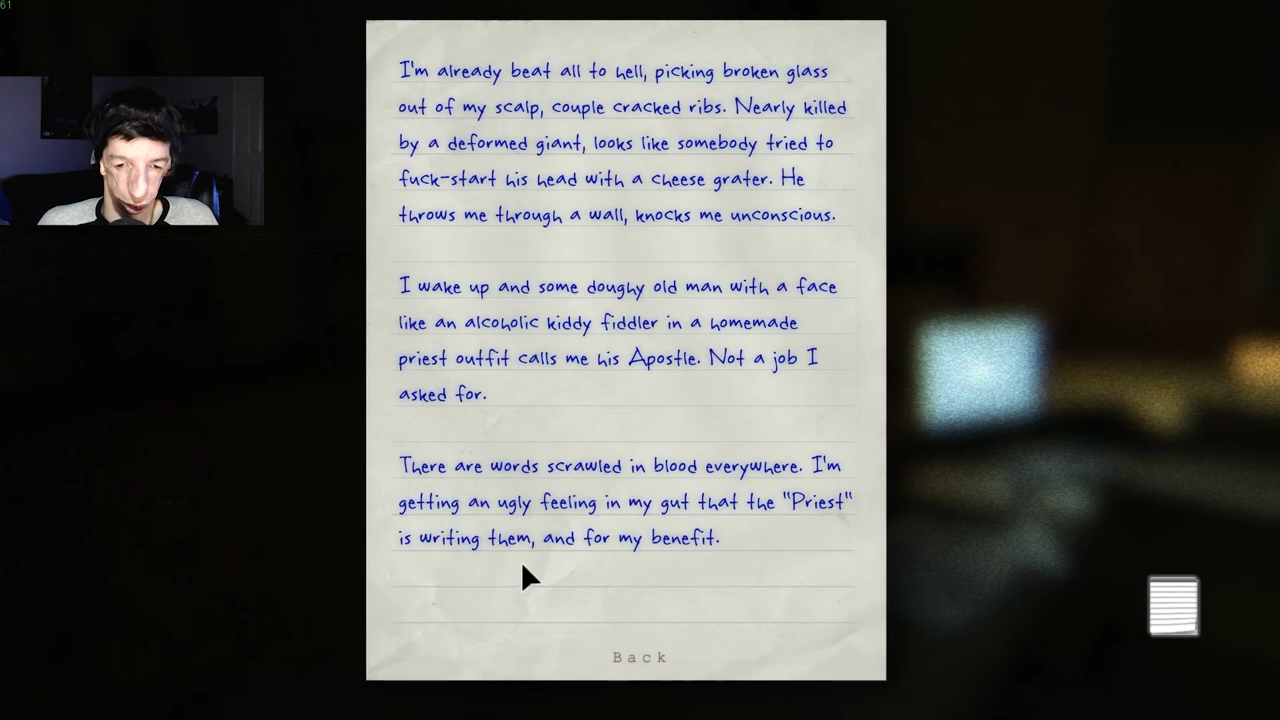 61
I'm already beat all to hell, picking broken glass
out of my scalp, couple cracked ribs. Nearly killed
by a deformed giant, looks like somebody tried to
fuck-start his head with a cheese grater. He
throws me through a wall, knocks me unconscious.
I wake up and some doughy old man with a face
like an alcoholic kiddy fiddler in a homemade
priest outfit calls me his Apostle. Not a job I
asked for.
There are words scrawled in blood everywhere. I'm
getting an ugly feeling in my gut that the "Priest"
is writing them, and for my benefit.
Back